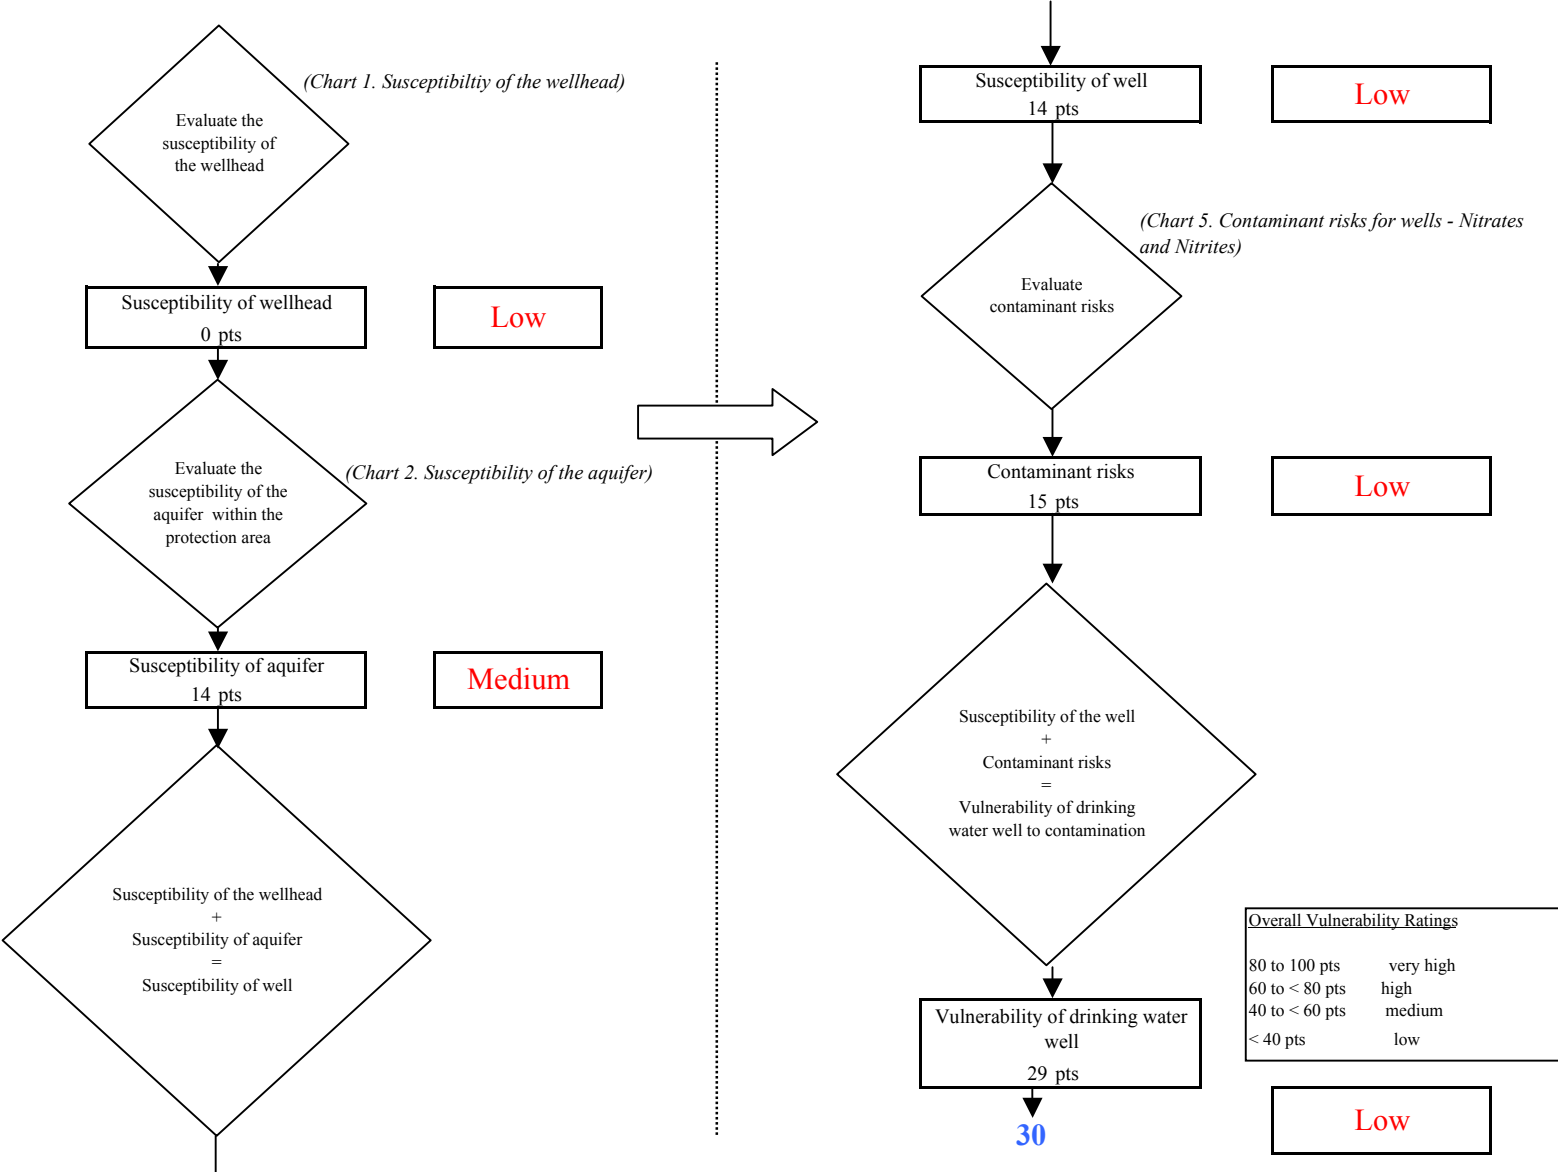 (Chart 1. Susceptibiltiy of the wellhead)
Evaluate the
susceptibility of
the wellhead
Susceptibility of wellhead
0 pts
Low
Evaluate the
susceptibility of the
aquifer within the
protection area
(Chart 2. Susceptibility of the aquifer)
Susceptibility of aquifer
14 pts
Medium
Susceptibility of the wellhead
+
Susceptibility of aquifer
=
Susceptibility of well
Susceptibility of well
14 pts
Low
(Chart 5. Contaminant risks for wells - Nitrates
and Nitrites)
Evaluate
contaminant risks
Contaminant risks
15 pts
Low
Susceptibility of the well
+
Contaminant risks
=
Vulnerability of drinking
water well to contamination
Overall Vulnerability Ratings
80 to 100 pts very high
60 to < 80 pts high
40 to < 60 pts medium
< 40 pts low
Vulnerability of drinking water
well
29 pts
30
Low